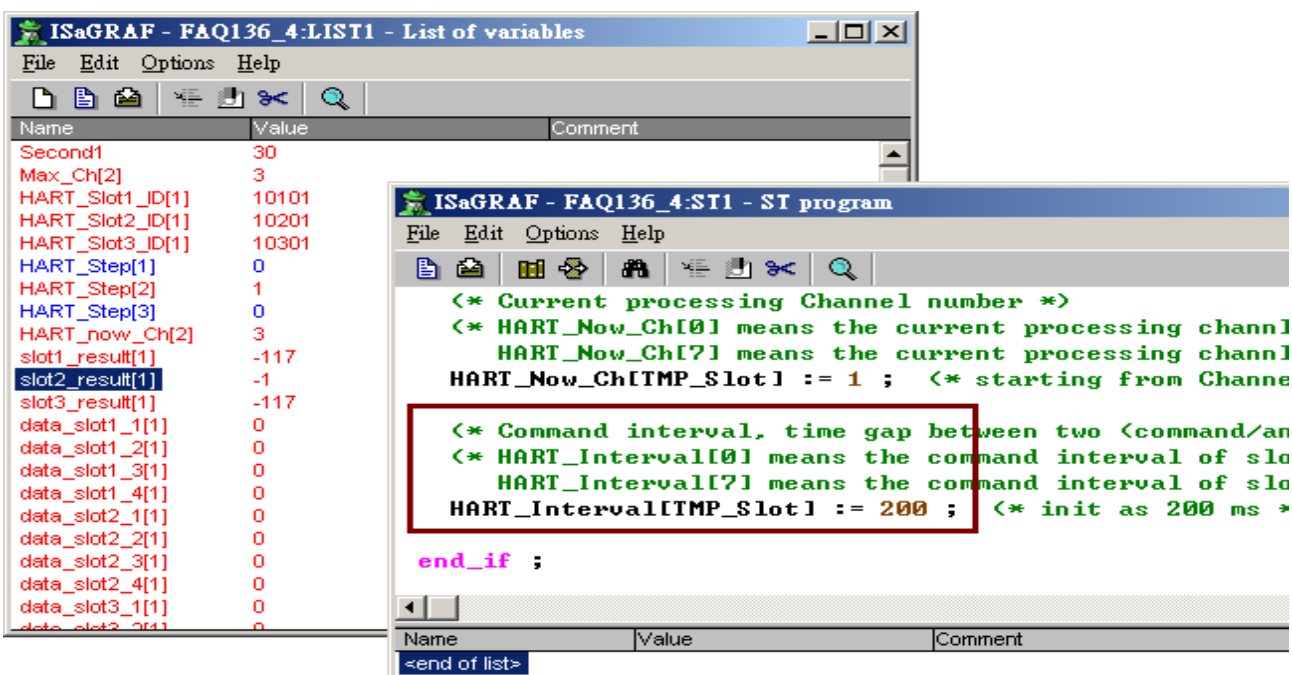 ISaGRAF - FAQ136_4:LIST1 - List of variables
File Edit Options Help
Name Value Comment
Second1 30
Max_Ch[2] 3
HART_Slot1_ID[1] 10101
HART_Slot2_ID[1] 10201
HART_Slot3_ID[1] 10301
HART_Step[1] 0
HART_Step[2] 1
HART_Step[3] 0
HART_now_Ch[2] 3
slot1_result[1] -117
slot2_result[1] -1
slot3_result[1] -117
data_slot1_1[1] 0
data_slot1_2[1] 0
data_slot1_3[1] 0
data_slot1_4[1] 0
data_slot2_1[1] 0
data_slot2_2[1] 0
data_slot2_3[1] 0
data_slot2_4[1] 0
data_slot3_1[1] 0
ISaGRAF - FAQ136_4:ST1 - ST program
File Edit Options Help
(* Current processing Channel number *)
(* HART_Now_Ch[0] means the current processing channl
HART_Now_Ch[7] means the current processing channl
HART_Now_Ch[TMP_Slot] := 1 ; (* starting from Channe
(* Command interval, time gap between two (command/an
(* HART_Interval[0] means the command interval of slo
HART_Interval[7] means the command interval of slo
HART_Interval[TMP_Slot] := 200 ; (* init as 200 ms *
end_if ;
Name Value Comment
<end of list>